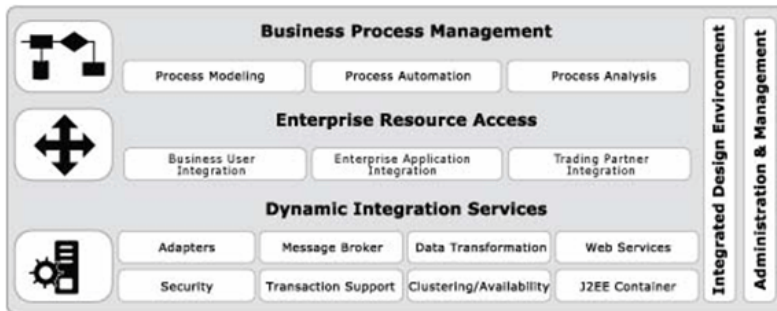 Business Process Management
Process Modeling
Process Automation
Process Analysis
Enterprise Resource Access
Business User
Integration
Enterprise Application
Integration
Trading Partner
Integration
Dynamic Integration Services
Adapters
Message Broker
Data Transformation
Web Services
Security
Transaction Support
Clustering/Availability
J2EE Container
Integrated Design Environment
Administration & Management